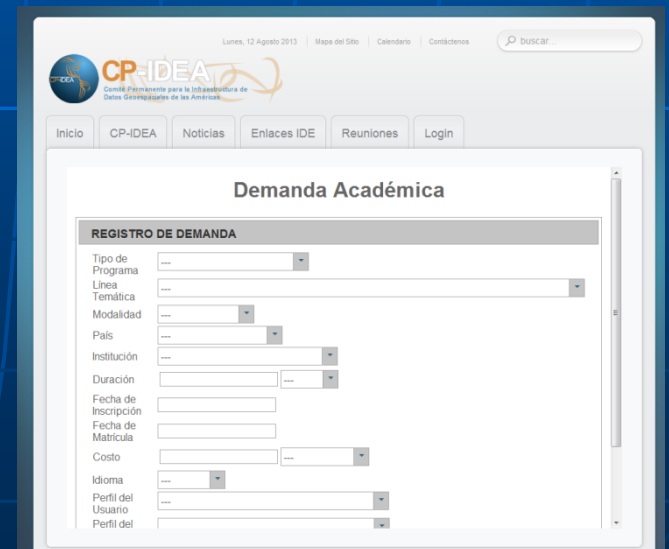 Lunes, 12 Agosto 2013 | Mapa del Sitio | Calendario | Contáctenos
buscar...
CP-IDEA
CP-IDEA
Comité Permanente para la Infraestructura de
Datos Geoespaciales de las Américas
Inicio
CP-IDEA
Noticias
Enlaces IDE
Reuniones
Login
Demanda Académica
REGISTRO DE DEMANDA
Tipo de
Programa
---
Línea
Temática
---
Modalidad
---
País
---
Institución
---
Duración
---
Fecha de
Inscripción
Fecha de
Matrícula
Costo
---
Idioma
---
Perfil del
Usuario
---
Perfil del